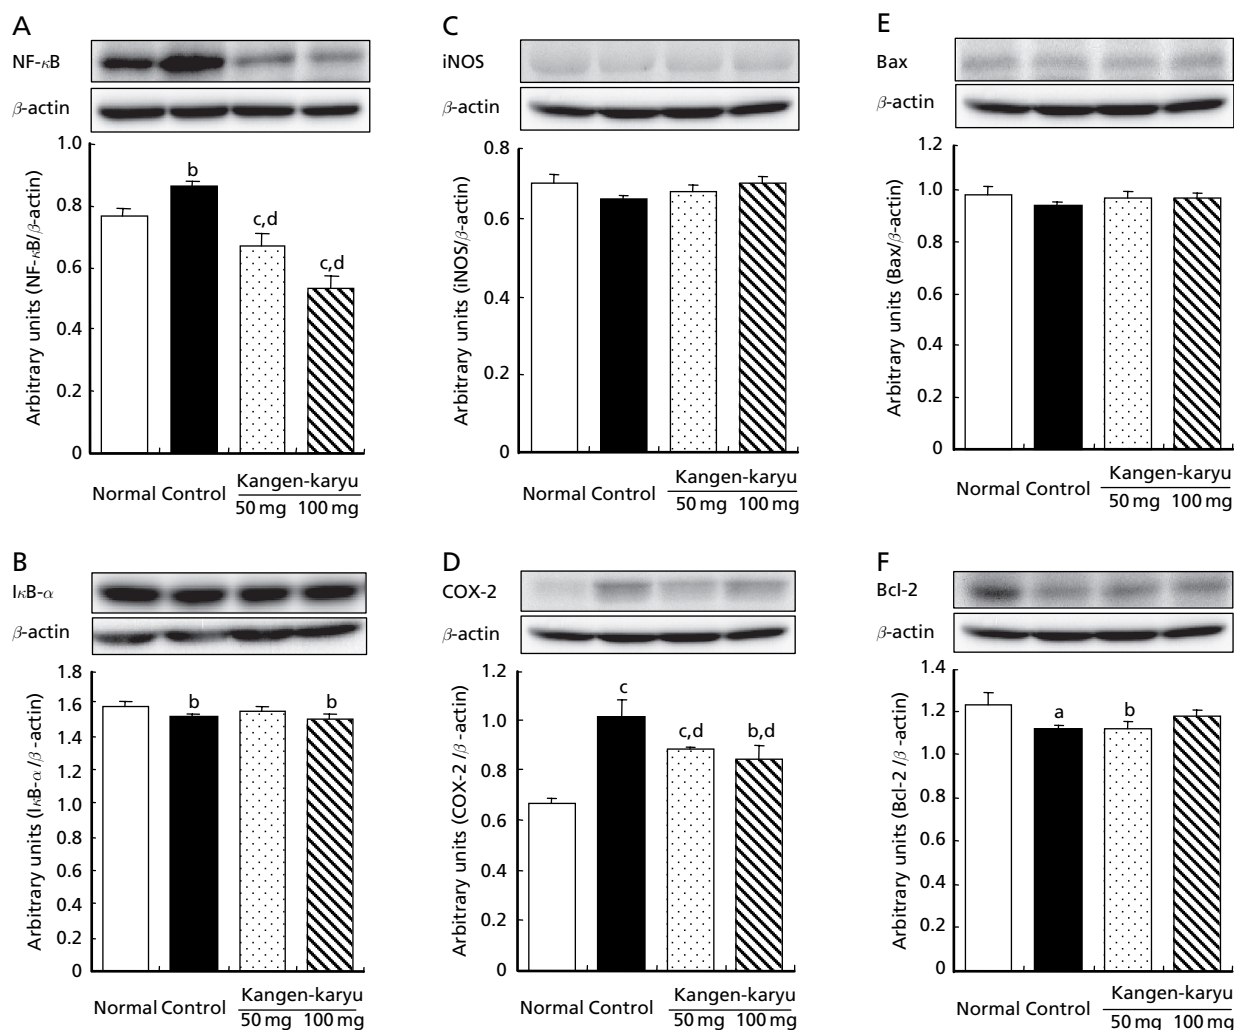 A
NF-κB
β-actin
Arbitrary units (NF-κB/β-actin)
1.0
0.8
0.6
0.4
0.2
0
b
c,d
c,d
Normal Control
Kangen-karyu
50 mg 100 mg
B
IκB-α
β-actin
Arbitrary units (IκB-α/β-actin)
1.8
1.6
1.4
1.2
1.0
0.8
0.6
0.4
0.2
0
b
b
Normal Control
Kangen-karyu
50 mg 100 mg
C
iNOS
β-actin
Arbitrary units (iNOS/β-actin)
0.8
0.6
0.4
0.2
0
Normal Control
Kangen-karyu
50 mg 100 mg
D
COX-2
β-actin
Arbitrary units (COX-2/β-actin)
1.2
1.0
0.8
0.6
0.4
0.2
0
c
c,d
b,d
Normal Control
Kangen-karyu
50 mg 100 mg
E
Bax
β-actin
Arbitrary units (Bax/β-actin)
1.2
1.0
0.8
0.6
0.4
0.2
0
Normal Control
Kangen-karyu
50 mg 100 mg
F
Bcl-2
β-actin
Arbitrary units (Bcl-2/β-actin)
1.4
1.2
1.0
0.8
0.6
0.4
0.2
0
a
b
Normal Control
Kangen-karyu
50 mg 100 mg